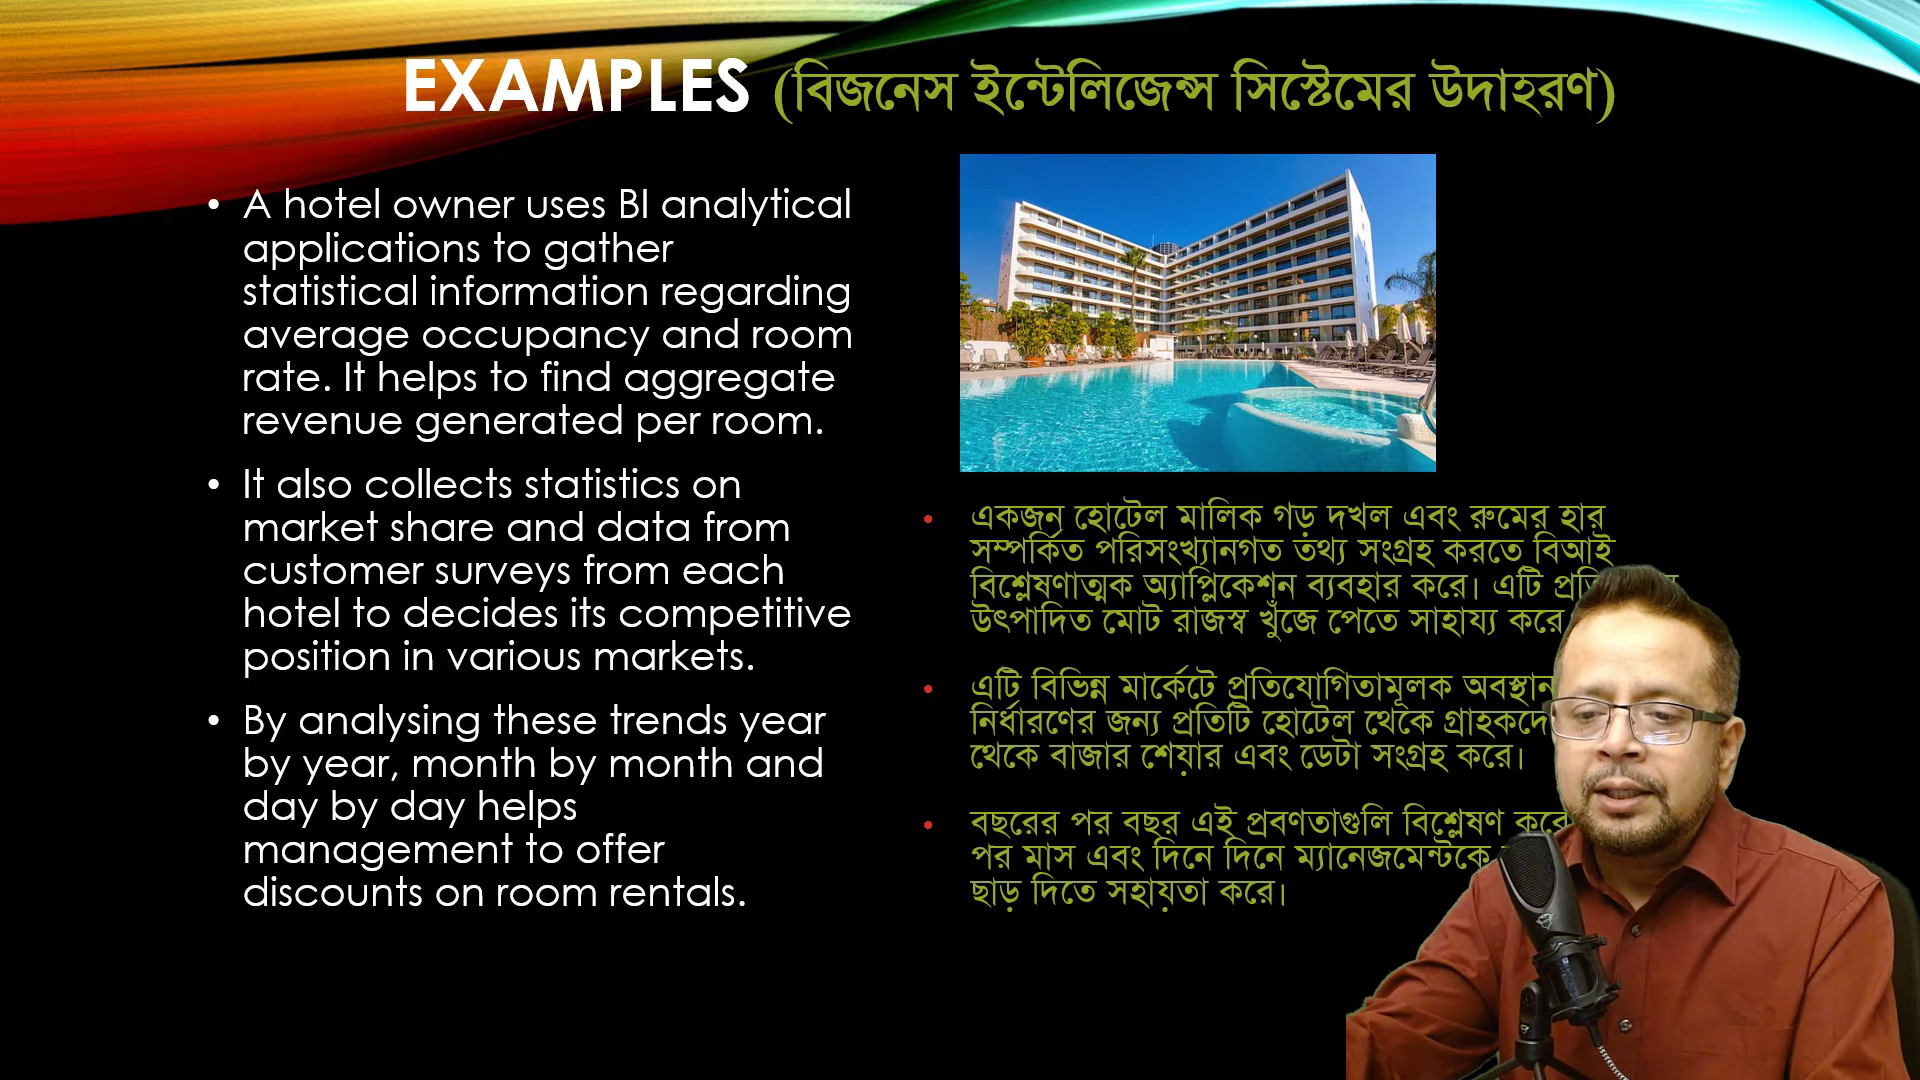 EXAMPLES (বিজনেস ইন্টেলিজেন্স সিস্টেমের উদাহরণ)
• A hotel owner uses BI analytical
applications to gather
statistical information regarding
average occupancy and room
rate. It helps to find aggregate
revenue generated per room.
• It also collects statistics on
market share and data from
customer surveys from each
hotel to decides its competitive
position in various markets.
• By analysing these trends year
by year, month by month and
day by day helps
management to offer
discounts on room rentals.
• একজন হোটেল মালিক গড় দখল এবং রুমের হার
সম্পর্কিত পরিসংখ্যানগত তথ্য সংগ্রহ করতে বিআই
বিশ্লেষণাত্মক অ্যাপ্লিকেশন ব্যবহার করে। এটি
উৎপাদিত মোট রাজস্ব খুঁজে পেতে সাহায্য করে
• এটি বিভিন্ন মার্কেটে প্রতিযোগিতামূলক অবস্থান
নির্ধারণের জন্য প্রতিটি হোটেল থেকে
থেকে বাজার শেয়ার এবং ডেটা সংগ্রহ করে।
• বছরের পর বছর এই প্রবণতাগুলি বিশ্লেষণ করে
পর মাস এবং দিনে দিনে ম্যানেজমেন্টকে
ছাড় দিতে সহায়তা করে।